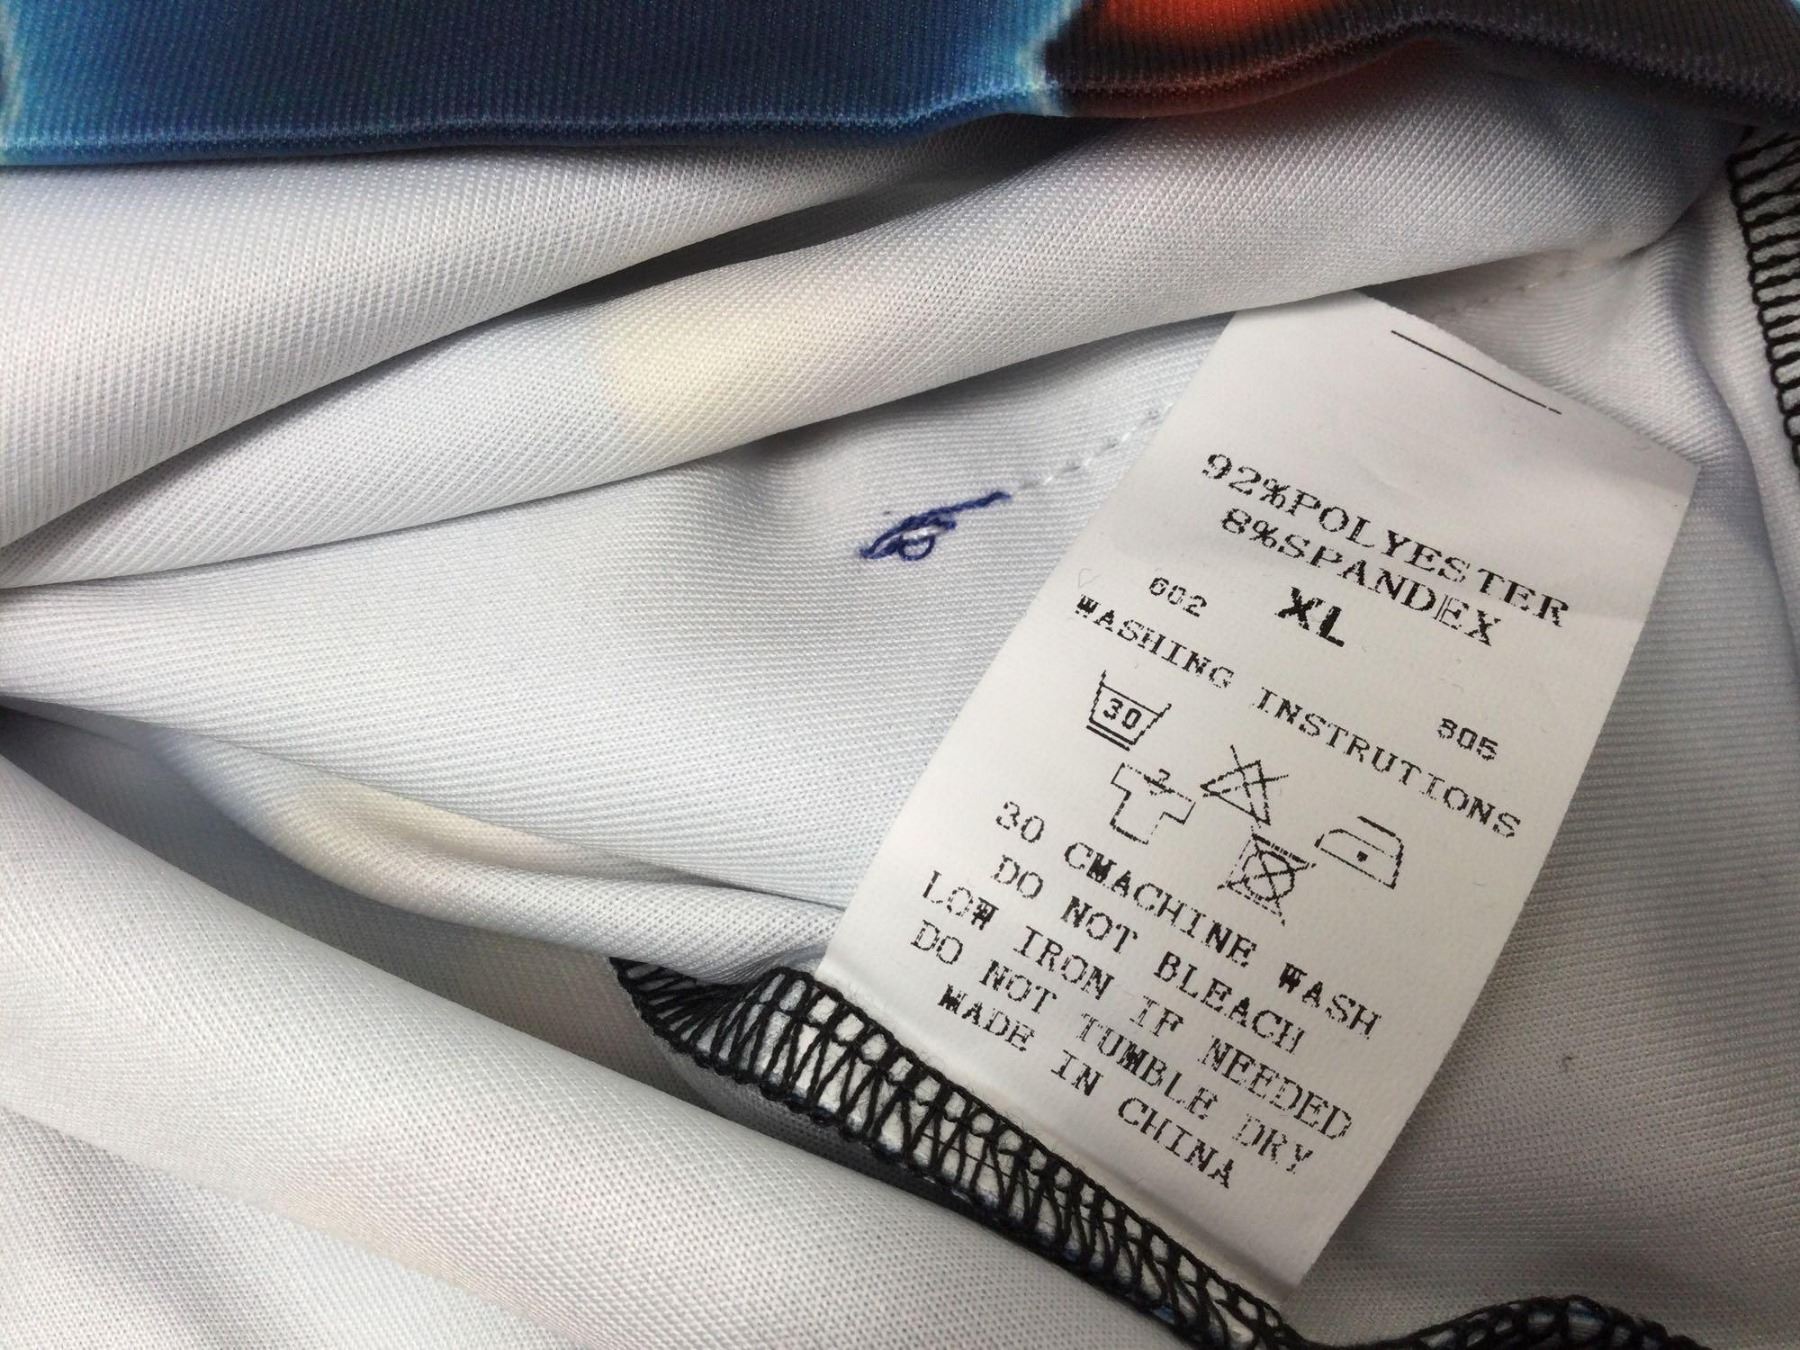 92%POLYESTER
8%SPANDEX
602 XL
805
WASHING INSTRUTIONS
30
2
30 CMACHINE WASH
DO NOT BLEACH
LOW IRON IF NEEDED
DO NOT TUMBLE DRY
MADE IN CHINA